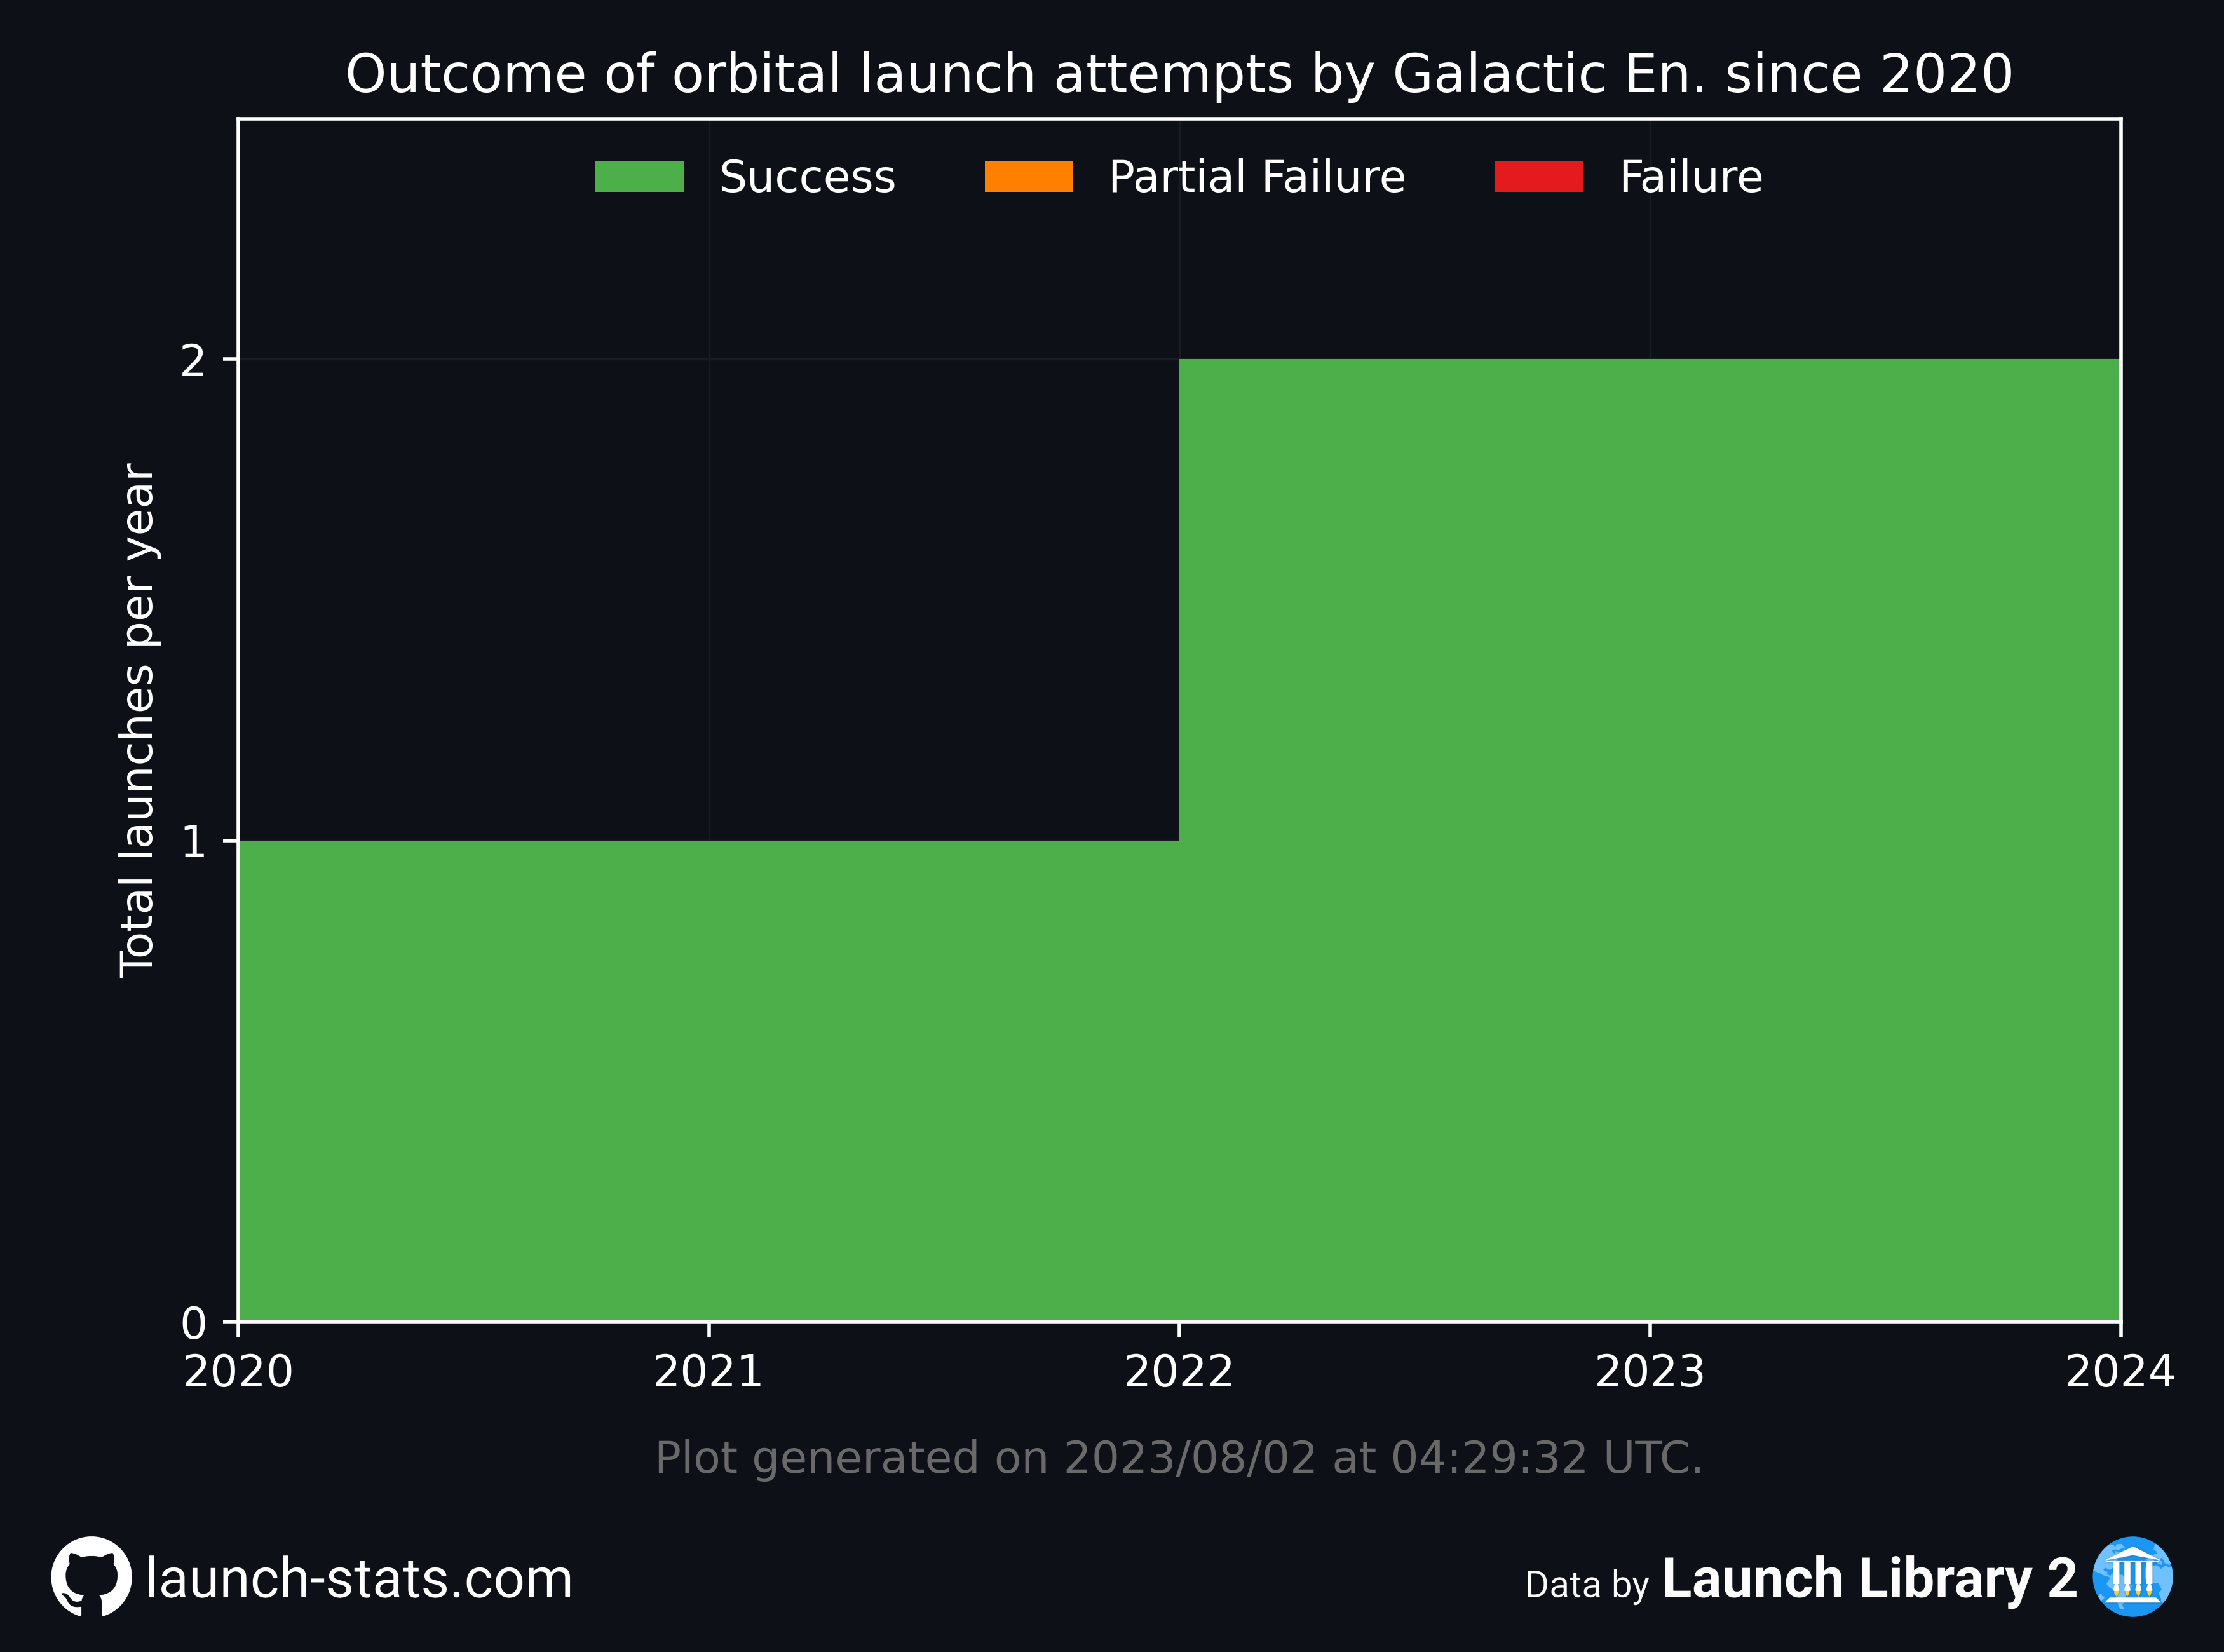 Outcome of orbital launch attempts by Galactic En. since 2020
Success Partial Failure Failure
Total launches per year
2
1
0
2020 2021 2022 2023 2024
Plot generated on 2023/08/02 at 04:29:32 UTC.
launch-stats.com
Data by Launch Library 2